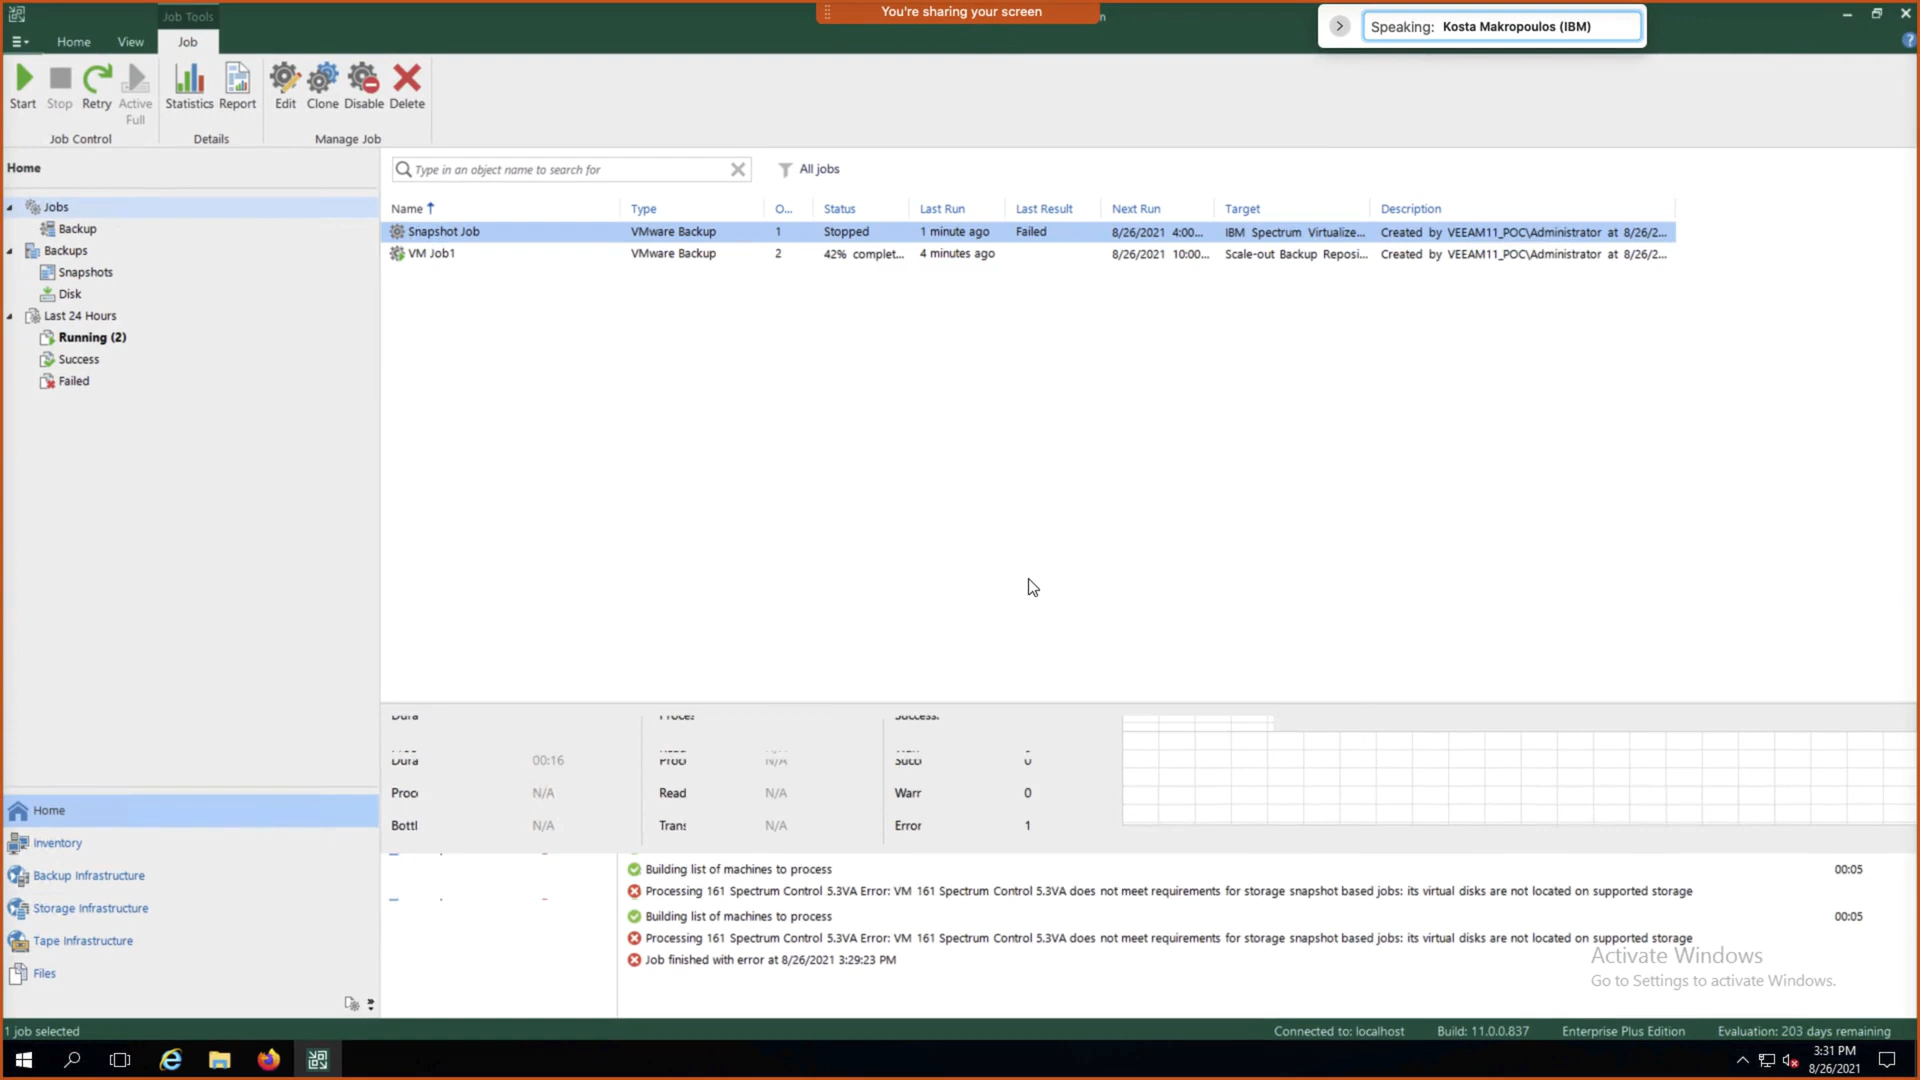 Job Tools
You're sharing your screen
Speaking: Kosta Makropoulos (IBM)
Home
View
Job
Start
Stop
Retry
Active Full
Statistics
Report
Edit
Clone
Disable
Delete
Job Control
Details
Manage Job
Home
Type in an object name to search for
All jobs
Jobs
Backup
Backups
Snapshots
Disk
Last 24 Hours
Running (2)
Success
Failed
Name Type O... Status Last Run Last Result Next Run Target Description
Snapshot Job VMware Backup 1 Stopped 1 minute ago Failed 8/26/2021 4:00... IBM Spectrum Virtualize... Created by VEEAM11_POC\Administrator at 8/26/2...
VM Job1 VMware Backup 2 42% complet... 4 minutes ago 8/26/2021 10:00... Scale-out Backup Reposi... Created by VEEAM11_POC\Administrator at 8/26/2...
00:16 N/A
Proc N/A Read N/A Warr 0
Bottl N/A Trans N/A Error 1
Building list of machines to process 00:05
Processing 161 Spectrum Control 5.3VA Error: VM 161 Spectrum Control 5.3VA does not meet requirements for storage snapshot based jobs: its virtual disks are not located on supported storage
Building list of machines to process 00:05
Processing 161 Spectrum Control 5.3VA Error: VM 161 Spectrum Control 5.3VA does not meet requirements for storage snapshot based jobs: its virtual disks are not located on supported storage
Job finished with error at 8/26/2021 3:29:23 PM
Home
Inventory
Backup Infrastructure
Storage Infrastructure
Tape Infrastructure
Files
Activate Windows
Go to Settings to activate Windows.
1 job selected
Connected to: localhost
Build: 11.0.0.837
Enterprise Plus Edition
Evaluation: 203 days remaining
3:31 PM
8/26/2021